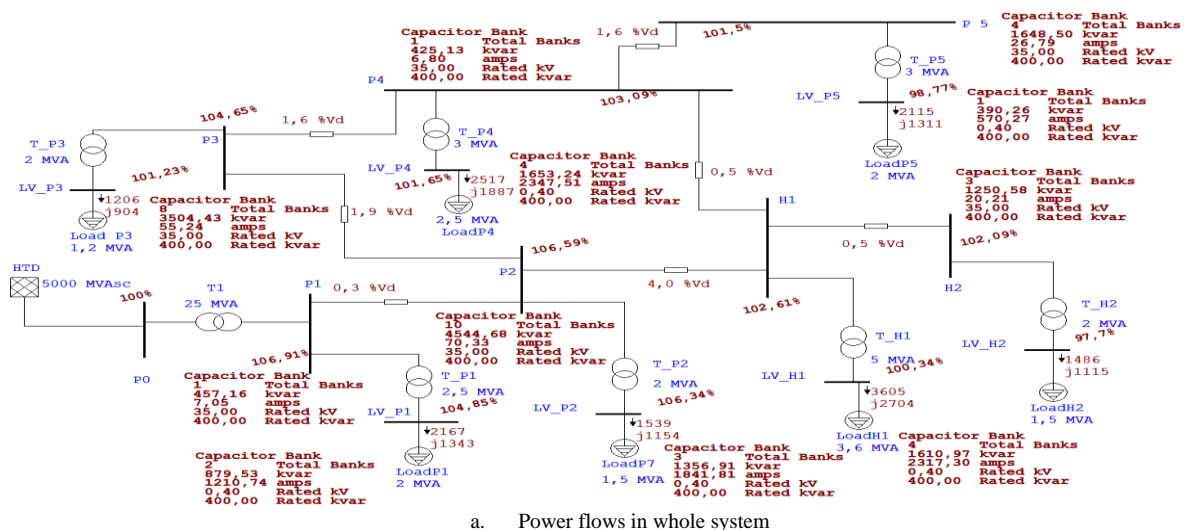 Capacitor Bank
1 Total Banks
425,13 kvar
6,80 amps
35,00 Rated kV
400,00 Rated kvar
1,6 %Vd
101,5%
P_5
Capacitor Bank
4 Total Banks
1648,50 kvar
26,79 amps
35,00 Rated kV
400,00 Rated kvar
T_P5
3 MVA
98,77%
LV_P5
2115
j1311
LoadP5
2 MVA
Capacitor Bank
1 Total Banks
390,26 kvar
570,27 amps
0,40 Rated kV
400,00 Rated kvar
P4
103,09%
104,65%
P3
1,6 %Vd
T_P3
2 MVA
101,23%
LV_P3
1206
j904
Load P3
1,2 MVA
T_P4
3 MVA
LV_P4
101,65%
2517
j1887
2,5 MVA
LoadP4
Capacitor Bank
4 Total Banks
1653,24 kvar
2347,51 amps
0,40 Rated kV
400,00 Rated kvar
0,5 %Vd
Capacitor Bank
8 Total Banks
3504,43 kvar
55,24 amps
35,00 Rated kV
400,00 Rated kvar
1,9 %Vd
H1
Capacitor Bank
3 Total Banks
1250,58 kvar
20,21 amps
35,00 Rated kV
400,00 Rated kvar
0,5 %Vd
102,09%
H2
HTD
5000 MVAsc
100%
P0
T1
25 MVA
P1
106,91%
0,3 %Vd
P2
106,59%
4,0 %Vd
102,61%
T_H2
2 MVA
97,7%
LV_H2
1486
j1115
LoadH2
1,5 MVA
Capacitor Bank
10 Total Banks
4544,68 kvar
70,33 amps
35,00 Rated kV
400,00 Rated kvar
T_H1
5 MVA
100,34%
LV_H1
3605
j2704
LoadH1
3,6 MVA
Capacitor Bank
1 Total Banks
457,16 kvar
7,05 amps
35,00 Rated kV
400,00 Rated kvar
T_P1
2,5 MVA
104,85%
LV_P1
2167
j1343
LoadP1
2 MVA
T_P2
2 MVA
106,34%
LV_P2
1539
j1154
LoadP7
1,5 MVA
Capacitor Bank
2 Total Banks
879,53 kvar
1210,74 amps
0,40 Rated kV
400,00 Rated kvar
Capacitor Bank
3 Total Banks
1356,91 kvar
1841,81 amps
0,40 Rated kV
400,00 Rated kvar
Capacitor Bank
4 Total Banks
1610,97 kvar
2317,30 amps
0,40 Rated kV
400,00 Rated kvar
a. Power flows in whole system